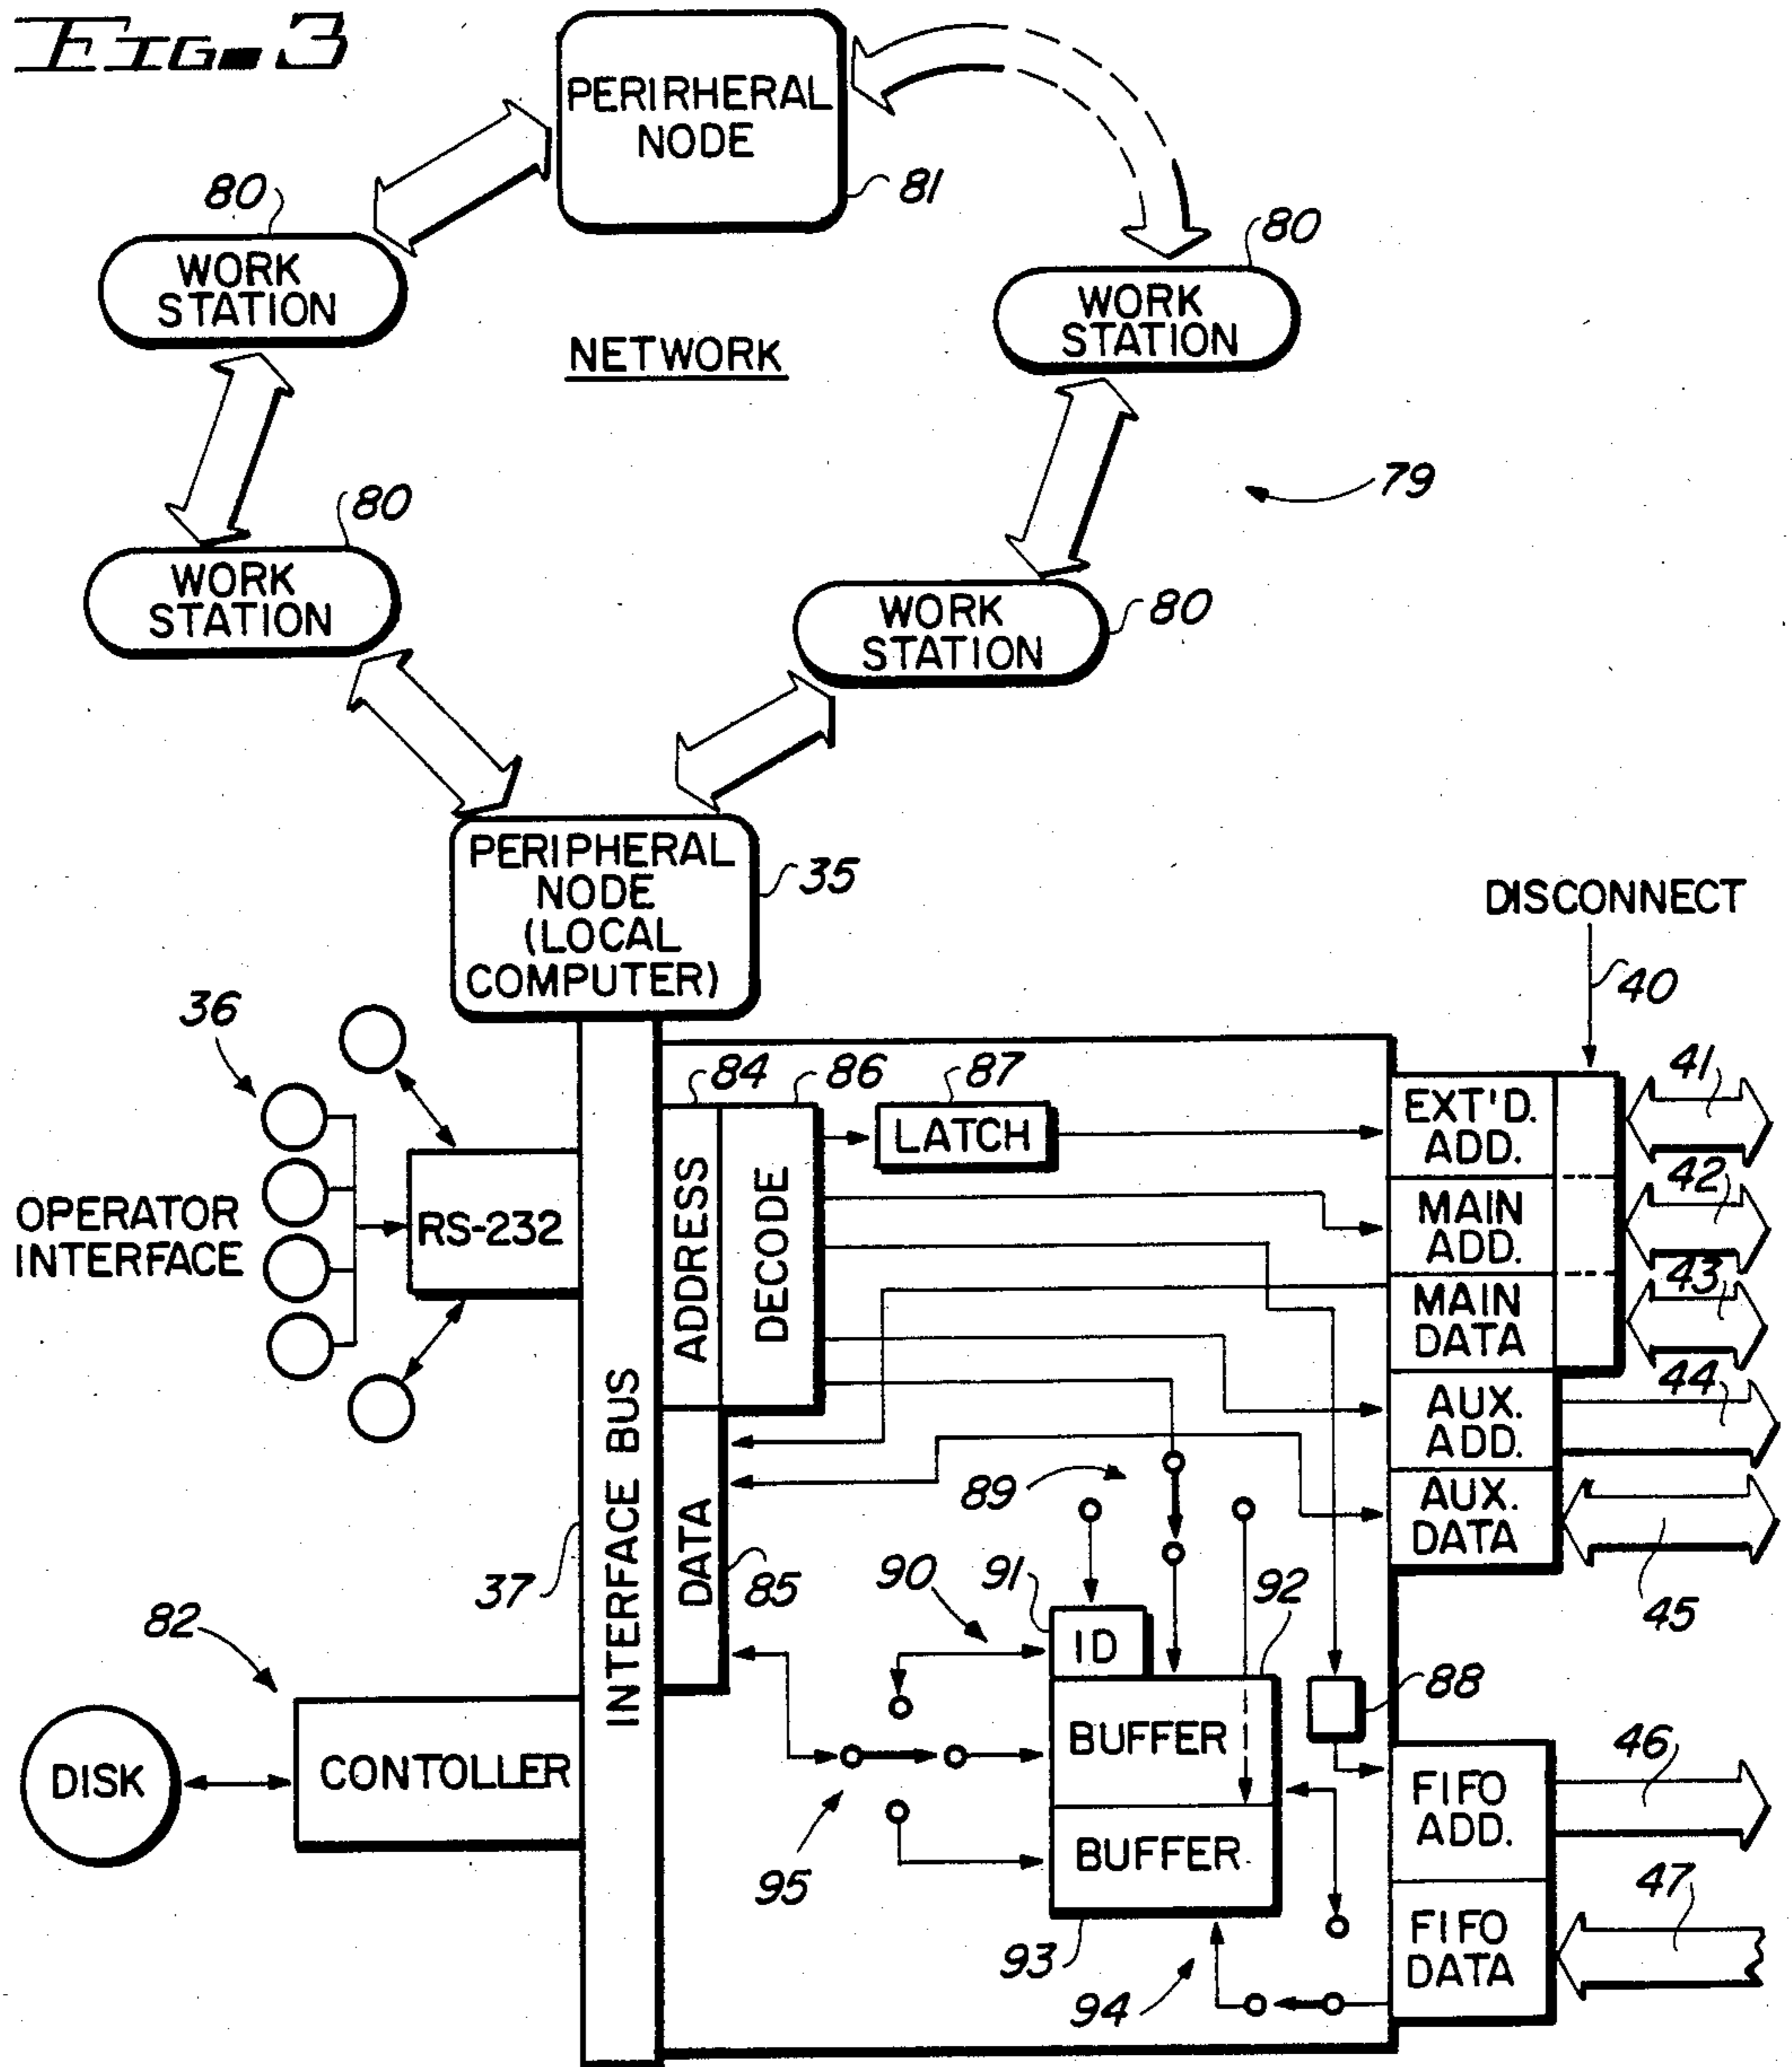 FIG. 3
PERIRHERAL
NODE
81
80
WORK
STATION
80
WORK
STATION
NETWORK
79
80
WORK
STATION
80
WORK
STATION
PERIPHERAL
NODE
(LOCAL
COMPUTER)
35
DISCONNECT
40
36
OPERATOR
INTERFACE
RS-232
37
INTERFACE BUS
84
ADDRESS
86
DECODE
87
LATCH
EXT'D.
ADD.
41
MAIN
ADD.
42
MAIN
DATA
43
AUX.
ADD.
44
AUX.
DATA
45
DATA
85
89
90
91
ID
92
BUFFER
BUFFER
93
94
95
88
82
DISK
CONTOLLER
FIFO
ADD.
46
FIFO
DATA
47